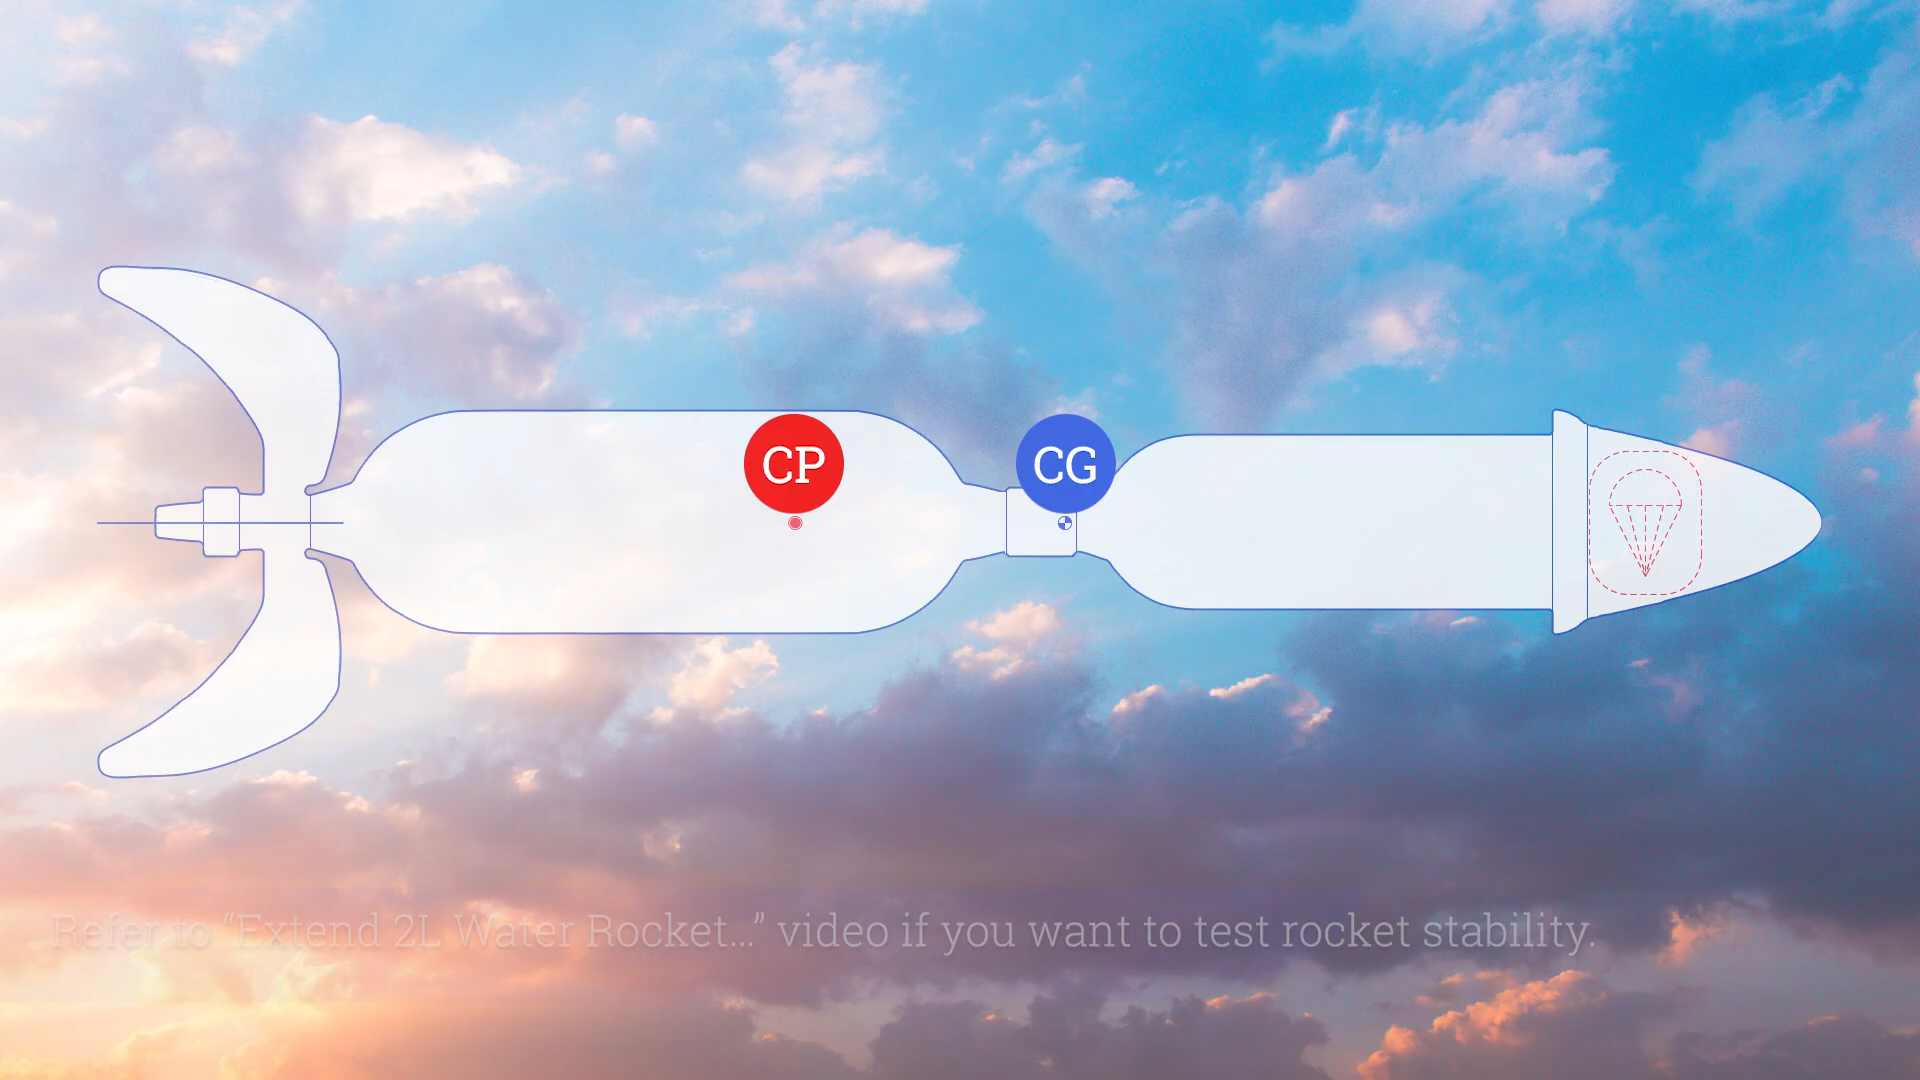 CP
CG
Refer to “Extend 2L Water Rocket...” video if you want to test rocket stability.